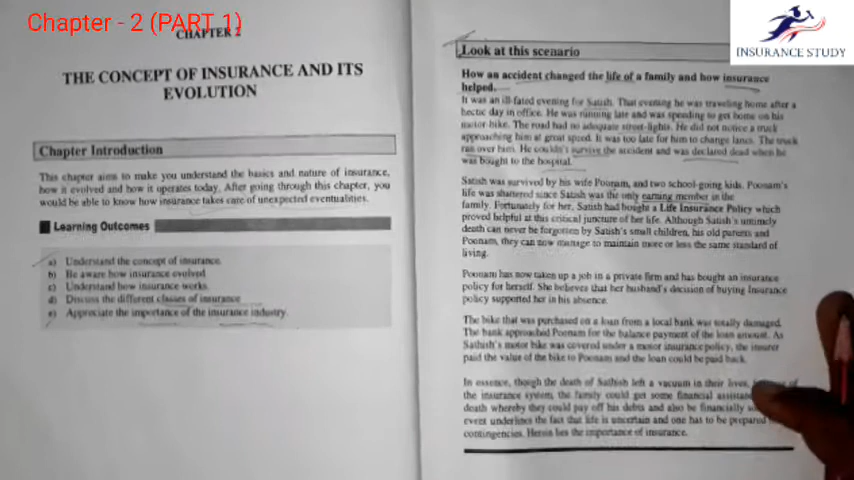 Chapter - 2 (PART 1)
CHAPTER 2
THE CONCEPT OF INSURANCE AND ITS
EVOLUTION
Chapter Introduction
This chapter aims to make you understand the basics and nature of insurance,
how it evolved and how it operates today. After going through this chapter, you
would be able to know how insurance takes care of unexpected eventualities.
Learning Outcomes
a) Understand the concept of insurance
b) Be aware how insurance evolved
c) Understand how insurance works
d) Discuss the different classes of insurance
e) Appreciate the importance of the insurance industry.
INSURANCE STUDY
Look at this scenario
How an accident changed the life of a family and how insurance
helped.
It was an ill-fated evening for Satish. That evening he was traveling home after a
hectic day in office. He was running late and was speeding to get home on his
motor-bike. The road had no adequate street-lights. He did not notice a truck
approaching him at great speed. It was too late for him to change lanes. The truck
ran over him. He couldn't survive the accident and was declared dead when he
was bought to the hospital.
Satish was survived by his wife Poonam, and two school-going kids. Poonam's
life was shattered since Satish was the only earning member in the
family. Fortunately for her, Satish had bought a Life Insurance Policy which
proved helpful at this critical juncture of her life. Although Satish's untimely
death can never be forgotten by Satish's small children, his old parents and
Poonam, they can now manage to maintain more or less the same standard of
living.
Poonam has now taken up a job in a private firm and has bought an insurance
policy for herself. She believes that her husband's decision of buying Insurance
policy supported her in his absence.
The bike that was purchased on a loan from a local bank was totally damaged.
The bank approached Poonam for the balance payment of the loan amount. As
Sathish's motor bike was covered under a motor insurance policy, the insurer
paid the value of the bike to Poonam and the loan could be paid back.
In essence, though the death of Sathish left a vacuum in their lives, of
the insurance system, the family could get some financial
death whereby they could pay off his debts and also be financially
event underlines the fact that life is uncertain and one has to be prepared
contingencies. Herein lies the importance of insurance.